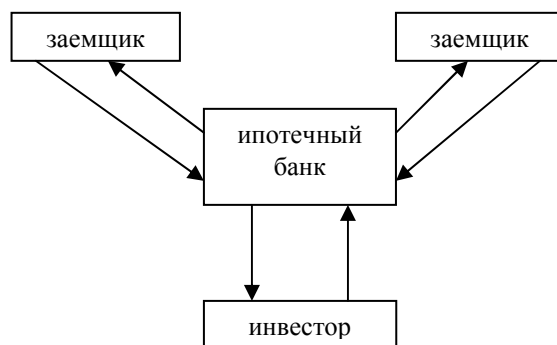 заемщик
заемщик
ипотечный
банк
инвестор